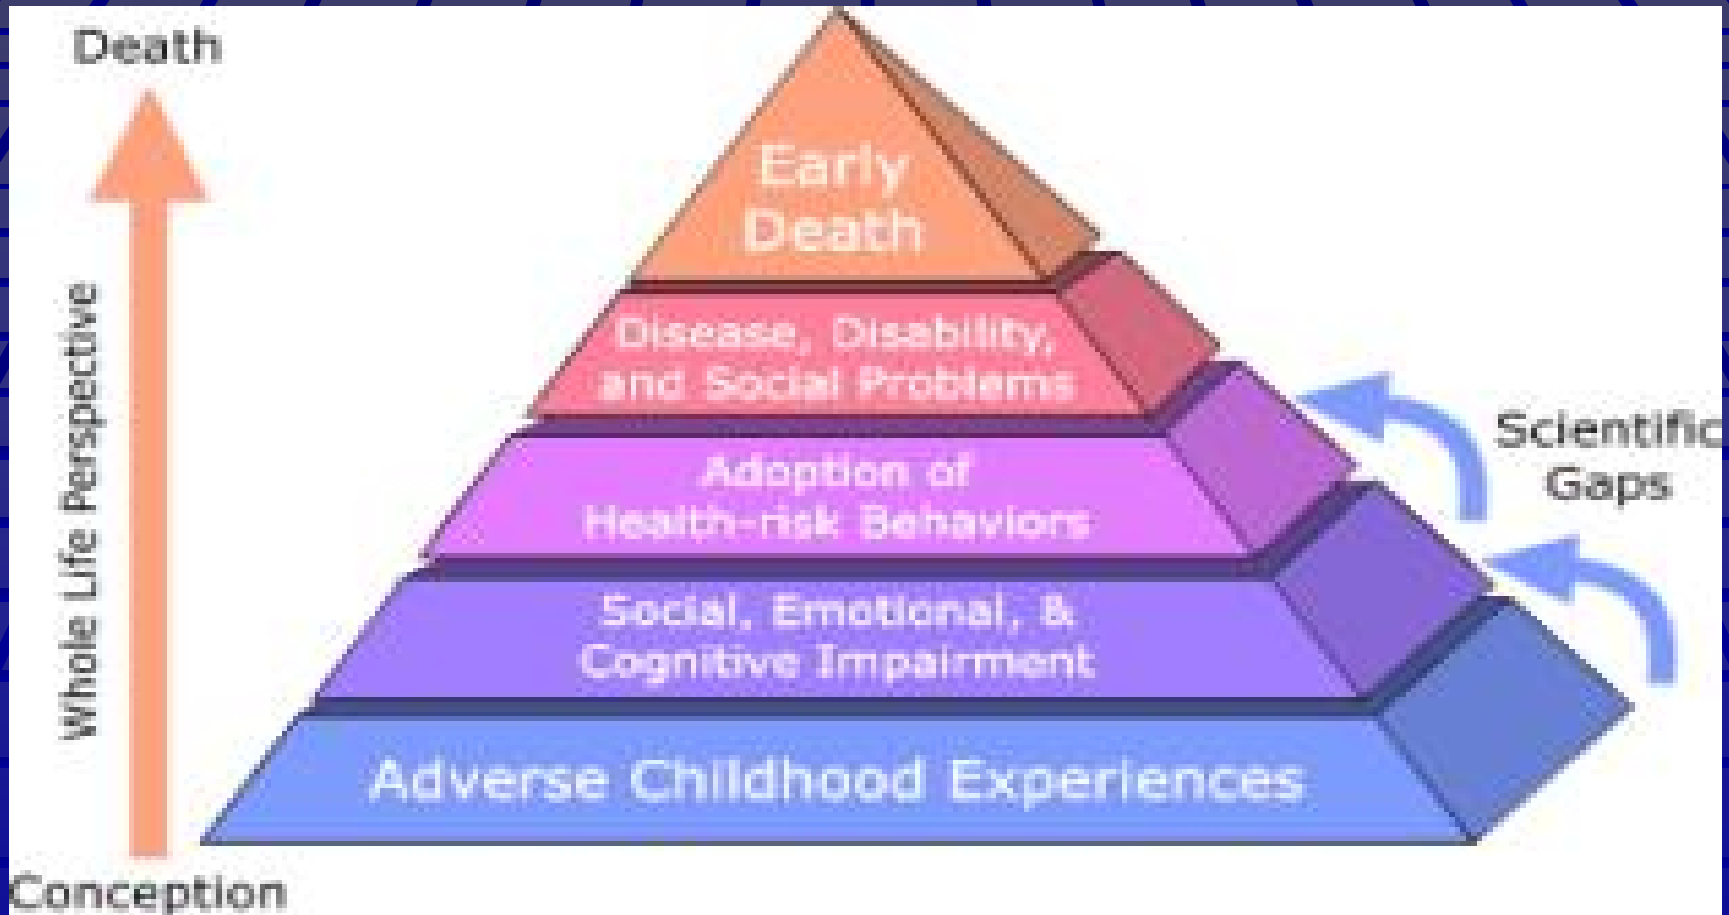 Death
Whole Life Perspective
Conception
Early
Death
Disease, Disability,
and Social Problems
Adoption of
Health-risk Behaviors
Social, Emotional, &
Cognitive Impairment
Adverse Childhood Experiences
Scientific
Gaps